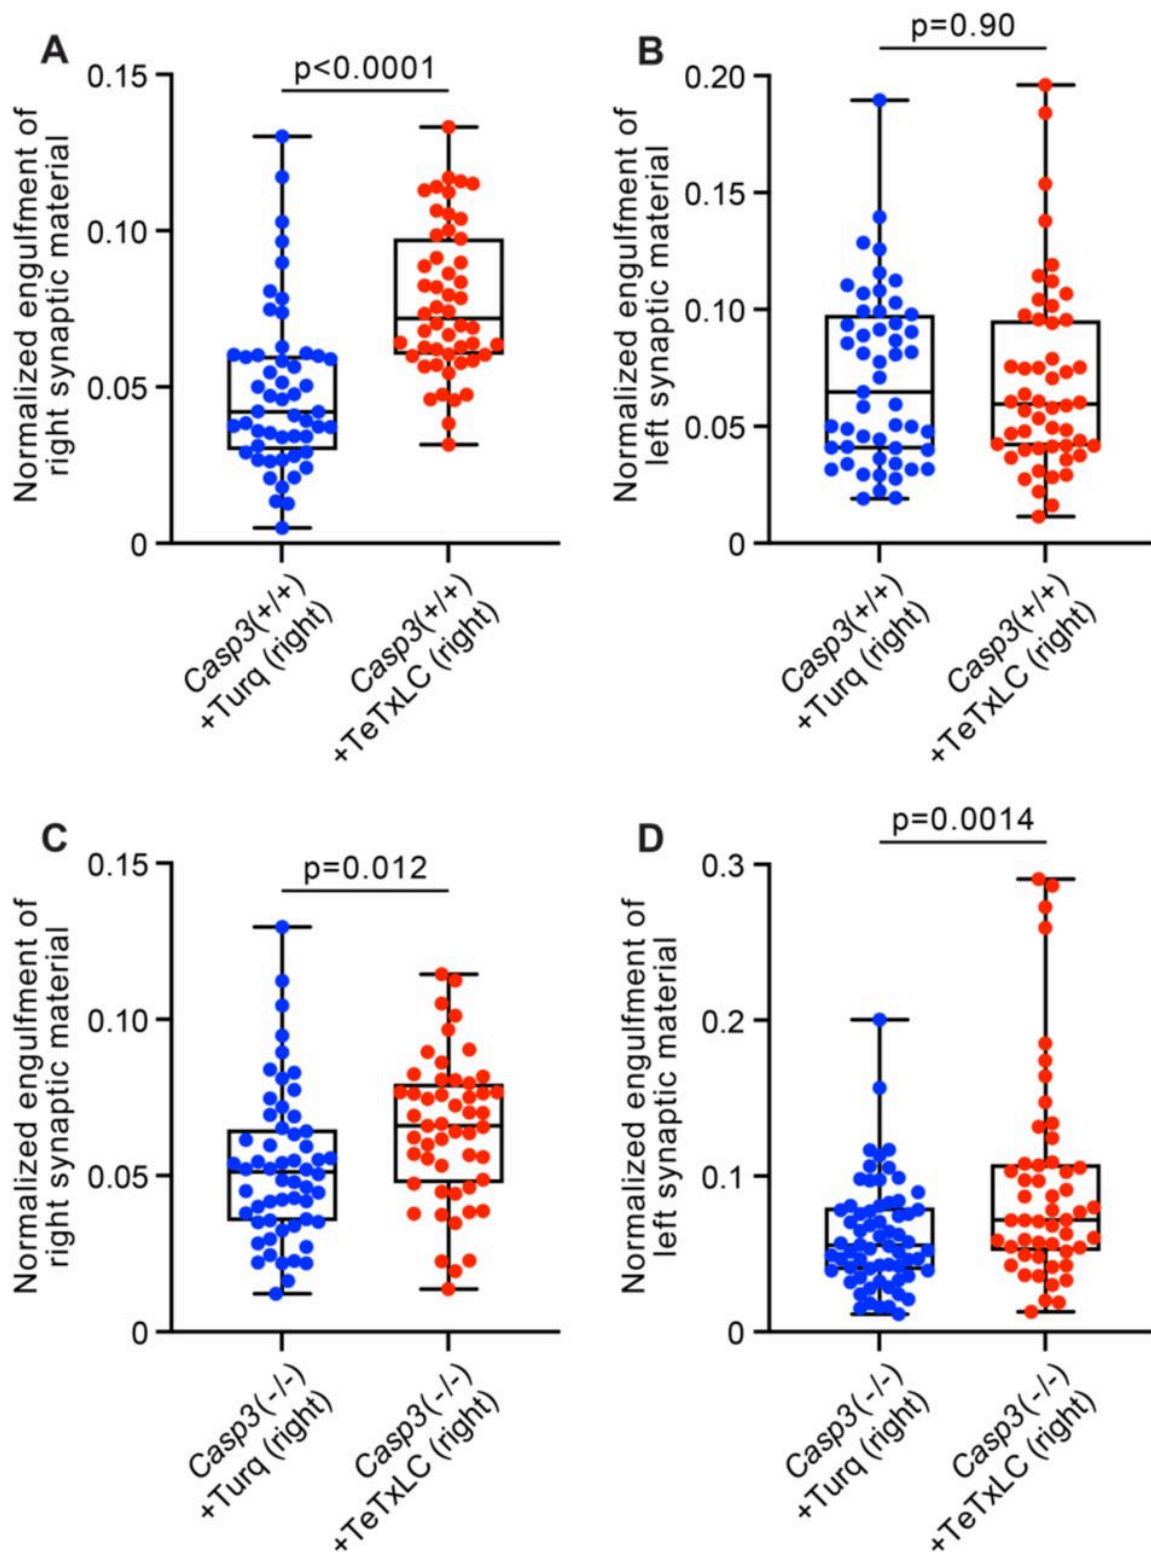 A
p<0.0001
Normalized engulfment of
right synaptic material
0.15
0.10
0.05
0
Casp3(+/+)
+Turq (right)
Casp3(+/+)
+TeTxLC (right)
B
p=0.90
Normalized engulfment of
left synaptic material
0.20
0.15
0.10
0.05
0
Casp3(+/+)
+Turq (right)
Casp3(+/+)
+TeTxLC (right)
C
p=0.012
Normalized engulfment of
right synaptic material
0.15
0.10
0.05
0
Casp3(-/-)
+Turq (right)
Casp3(-/-)
+TeTxLC (right)
D
p=0.0014
Normalized engulfment of
left synaptic material
0.3
0.2
0.1
0
Casp3(-/-)
+Turq (right)
Casp3(-/-)
+TeTxLC (right)